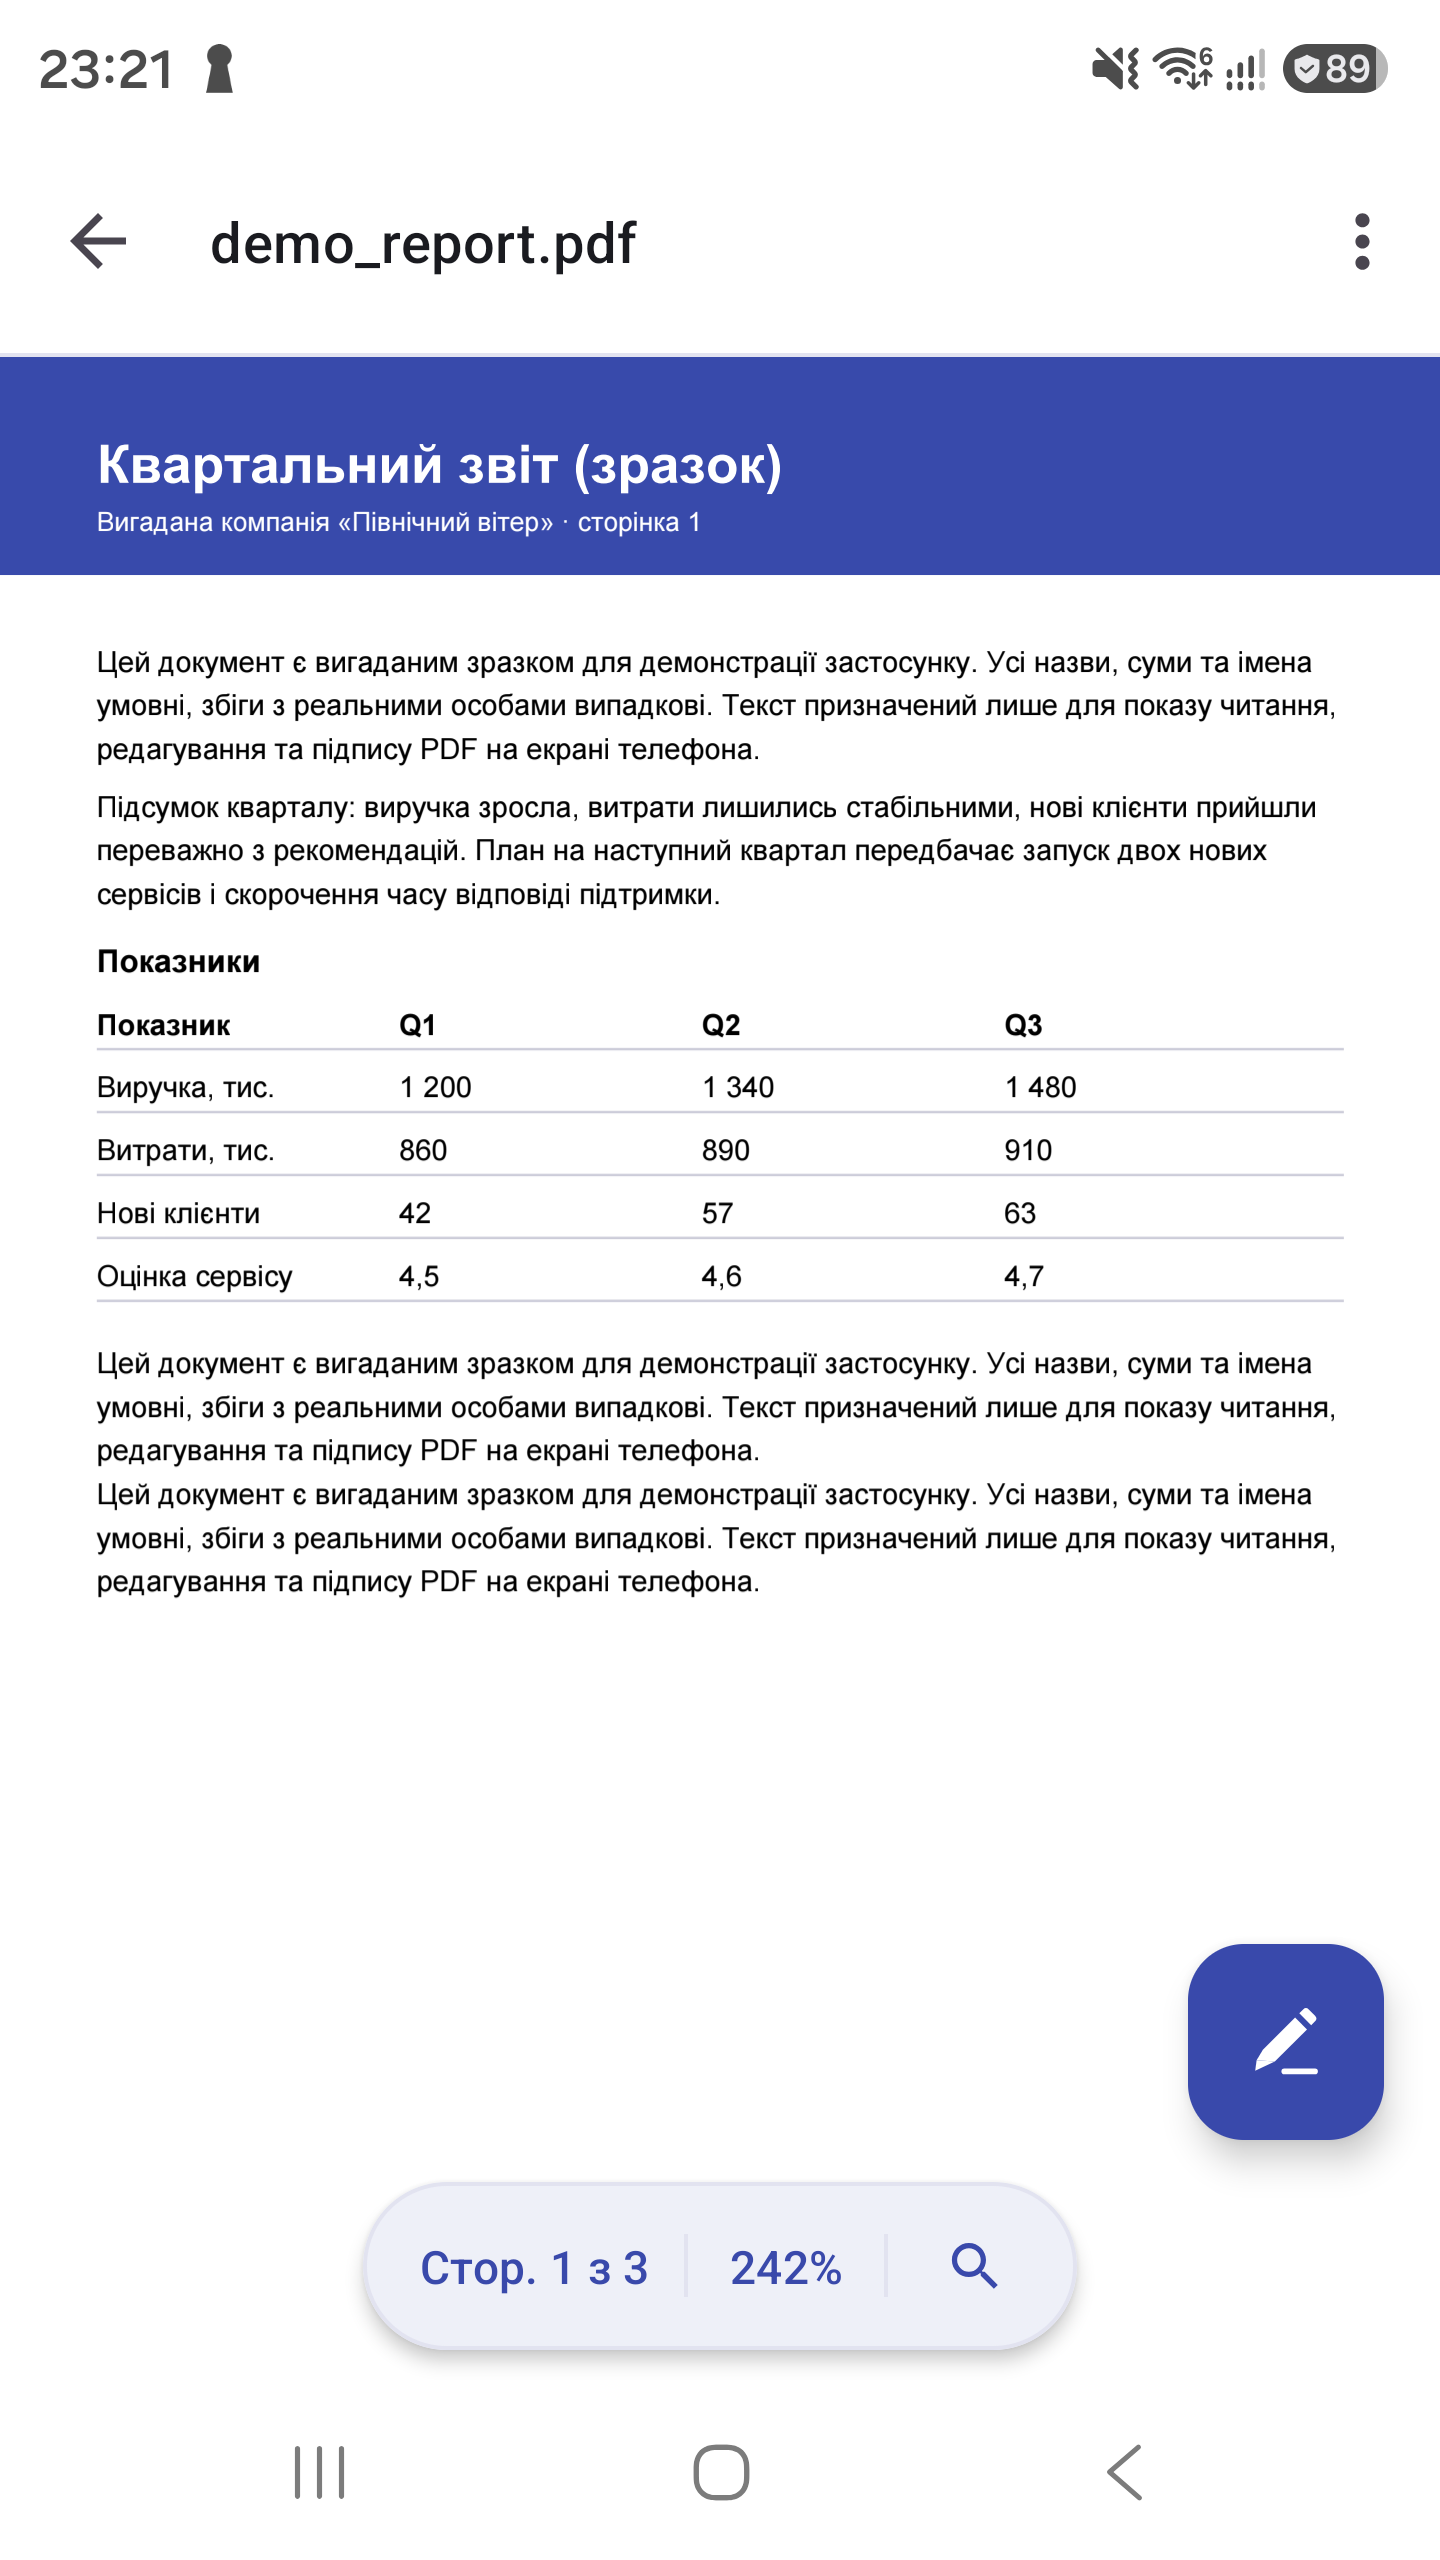 23:21
6
89
demo_report.pdf
Квартальний звіт (зразок)
Вигадана компанія «Північний вітер» · сторінка 1
Цей документ є вигаданим зразком для демонстрації застосунку. Усі назви, суми та імена
умовні, збіги з реальними особами випадкові. Текст призначений лише для показу читання,
редагування та підпису PDF на екрані телефона.
Підсумок кварталу: виручка зросла, витрати лишились стабільними, нові клієнти прийшли
переважно з рекомендацій. План на наступний квартал передбачає запуск двох нових
сервісів і скорочення часу відповіді підтримки.
Показники
Показник Q1 Q2 Q3
Виручка, тис. 1 200 1 340 1 480
Витрати, тис. 860 890 910
Нові клієнти 42 57 63
Оцінка сервісу 4,5 4,6 4,7
Цей документ є вигаданим зразком для демонстрації застосунку. Усі назви, суми та імена
умовні, збіги з реальними особами випадкові. Текст призначений лише для показу читання,
редагування та підпису PDF на екрані телефона.
Цей документ є вигаданим зразком для демонстрації застосунку. Усі назви, суми та імена
умовні, збіги з реальними особами випадкові. Текст призначений лише для показу читання,
редагування та підпису PDF на екрані телефона.
Стор. 1 з 3 242%